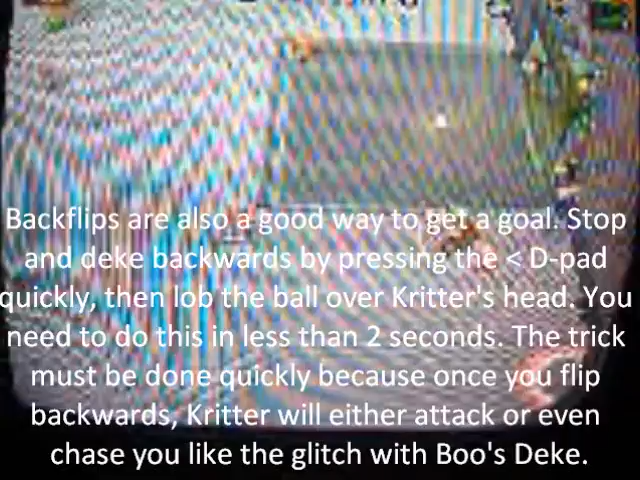 Backflips are also a good way to get a goal. Stop
and deke backwards by pressing the < D-pad
quickly, then lob the ball over Kritter's head. You
need to do this in less than 2 seconds. The trick
must be done quickly because once you flip
backwards, Kritter will either attack or even
chase you like the glitch with Boo's Deke.